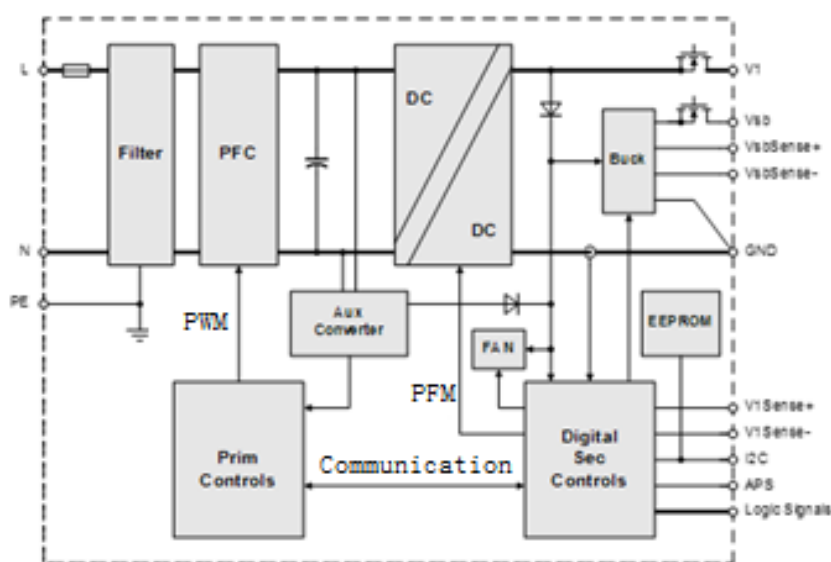 L
V1
DC
Vsb
Filter
PFC
Buck
VsbSense+
VsbSense-
DC
N
GND
PE
Aux
Converter
EEPROM
PWM
FAN
PFM
V1Sense+
V1Sense-
Prim
Controls
Communication
Digital
Sec
Controls
I2C
APS
Logic Signals